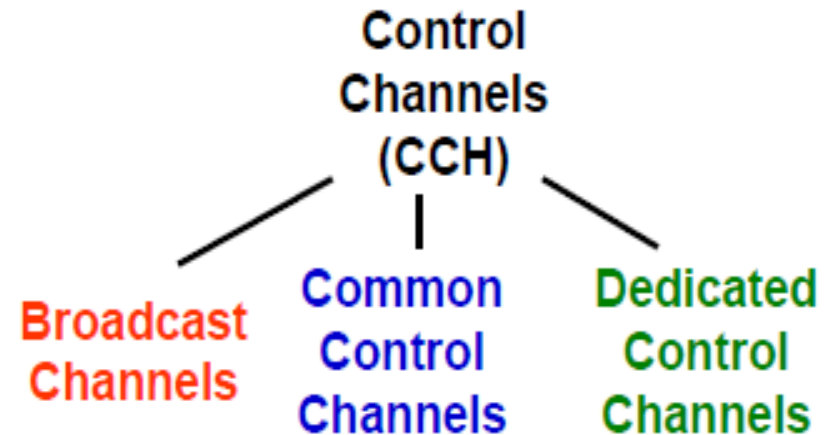 Control
Channels
(CCH)
Broadcast
Channels
Common
Control
Channels
Dedicated
Control
Channels